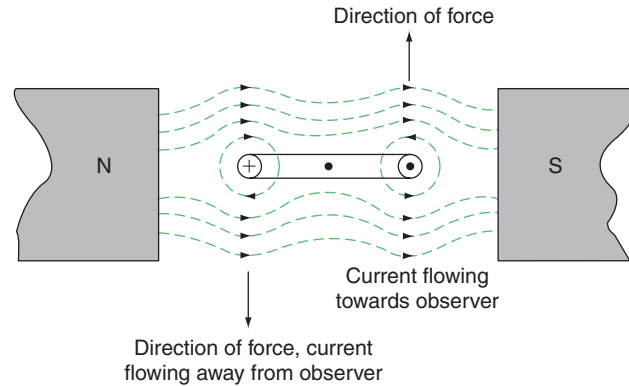 Direction of force
N
S
Current flowing
towards observer
Direction of force, current
flowing away from observer